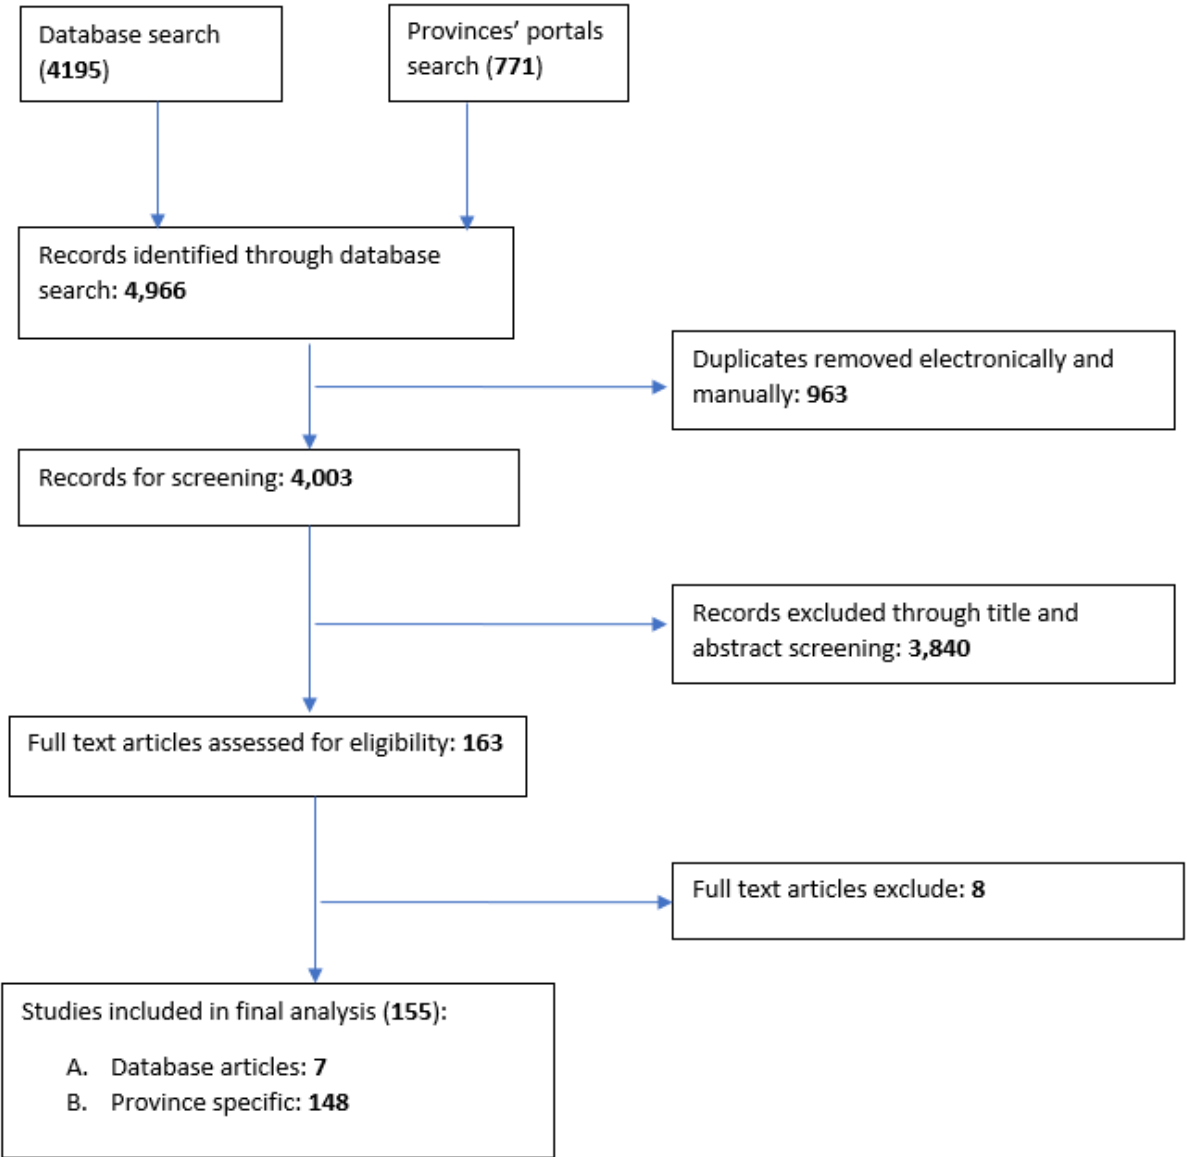 Database search
(4195)
Provinces’ portals
search (771)
Records identified through database
search: 4,966
Duplicates removed electronically and
manually: 963
Records for screening: 4,003
Records excluded through title and
abstract screening: 3,840
Full text articles assessed for eligibility: 163
Full text articles exclude: 8
Studies included in final analysis (155):
A. Database articles: 7
B. Province specific: 148